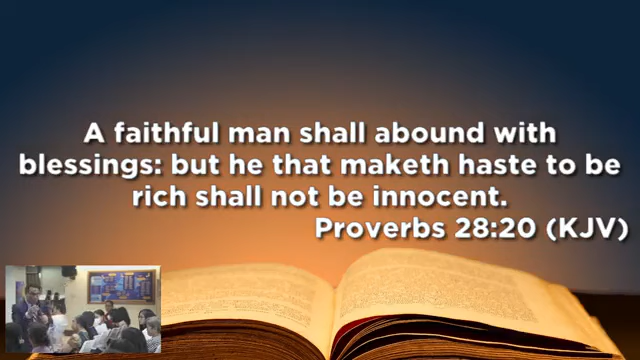 A faithful man shall abound with
blessings: but he that maketh haste to be
rich shall not be innocent.
Proverbs 28:20 (KJV)